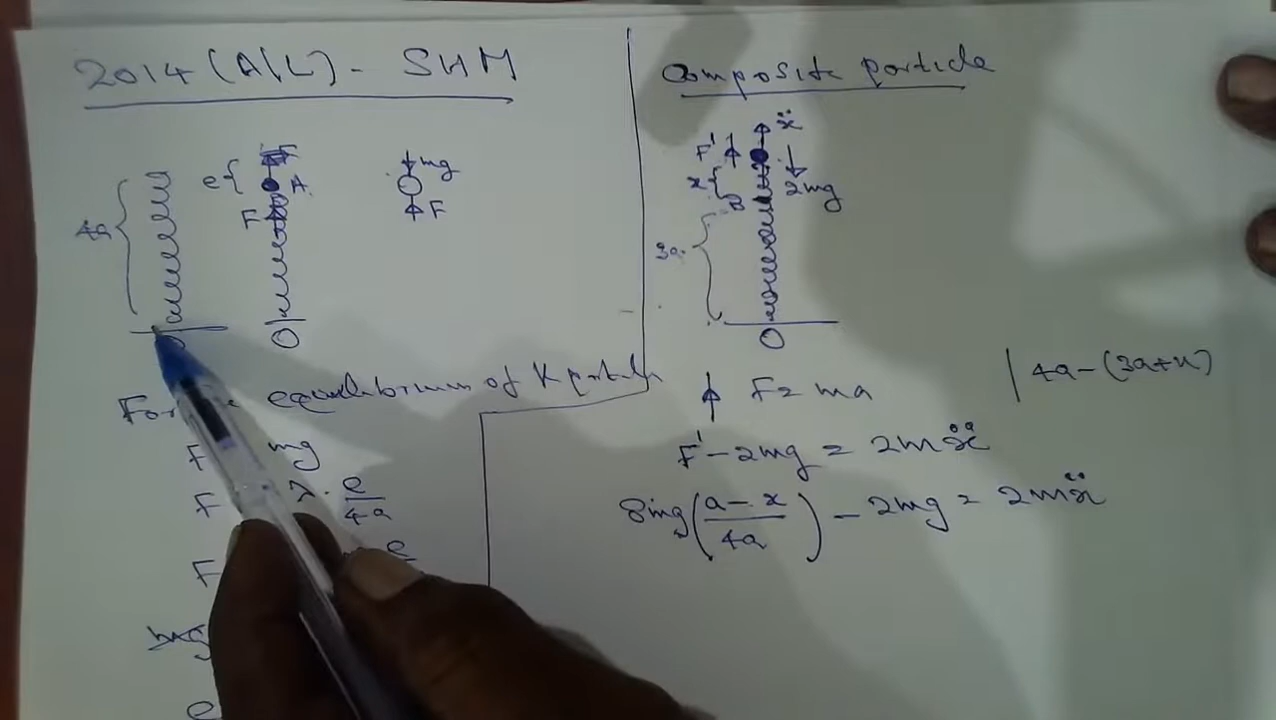 2014 (A/L) - SHM
4a
e{
F
A
F
O
mg
F
For equilibrium of
F mg
F λ. e/4a
F e
e
Composite particle
F' ẍ
x
2mg
3a
O
↑ F = ma
| 4a - (3a+x)
F' - 2mg = 2mẍ
8mg (a - x / 4a) - 2mg = 2mẍ